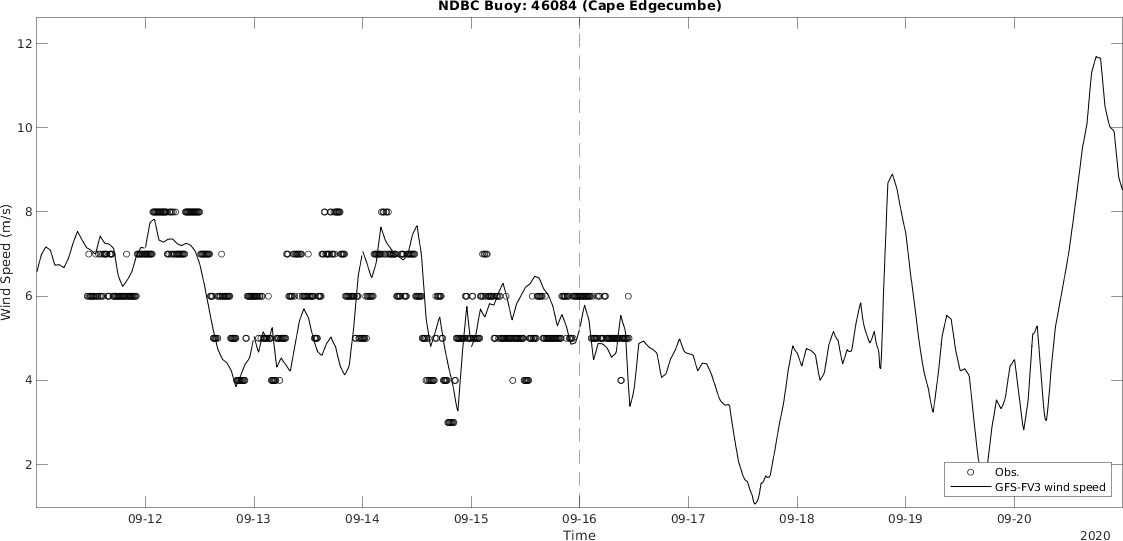 NDBC Buoy: 46084 (Cape Edgecumbe)
12
10
8
6
4
2
Wind Speed (m/s)
Obs.
GFS-FV3 wind speed
09-12 09-13 09-14 09-15 09-16 09-17 09-18 09-19 09-20
Time
2020